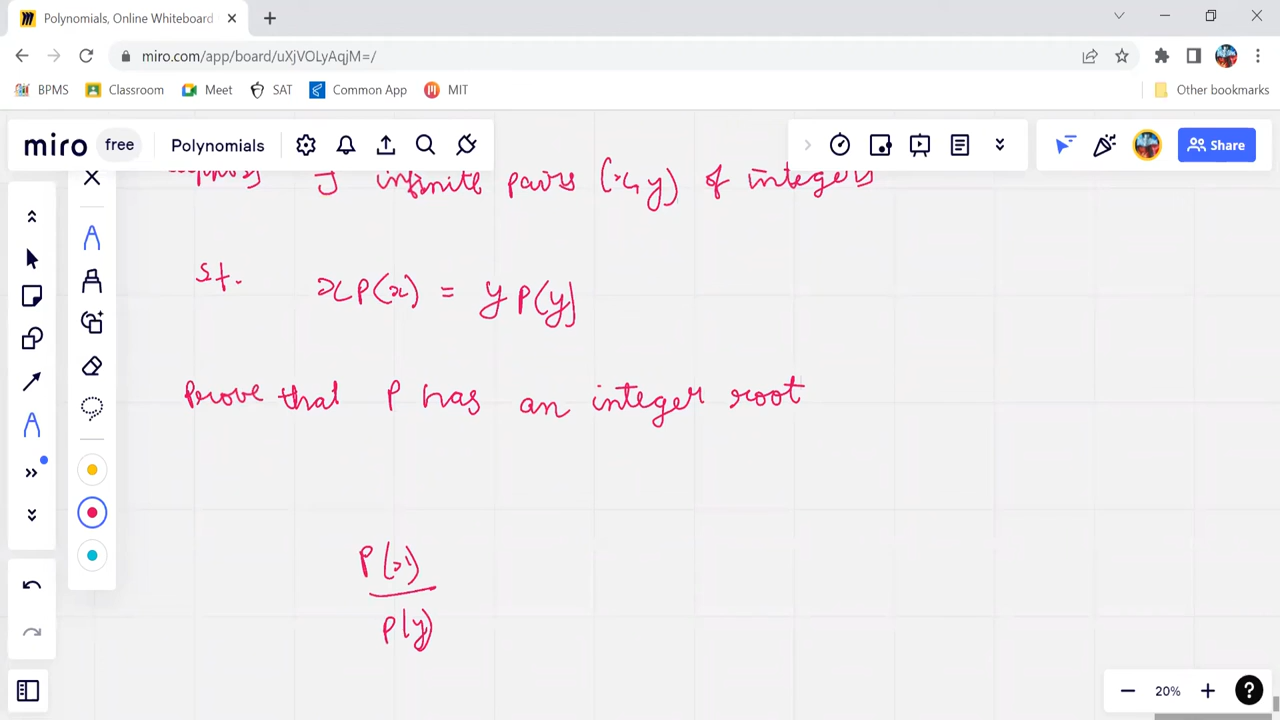 Polynomials, Online Whiteboard
miro.com/app/board/uXjVOLyAqjM=/
BPMS Classroom Meet SAT Common App MIT Other bookmarks
miro free Polynomials Share
∃ infinite pairs (x, y) of integers
st. xP(x) = yP(y)
Prove that P has an integer root
P(x)
P(y)
20%